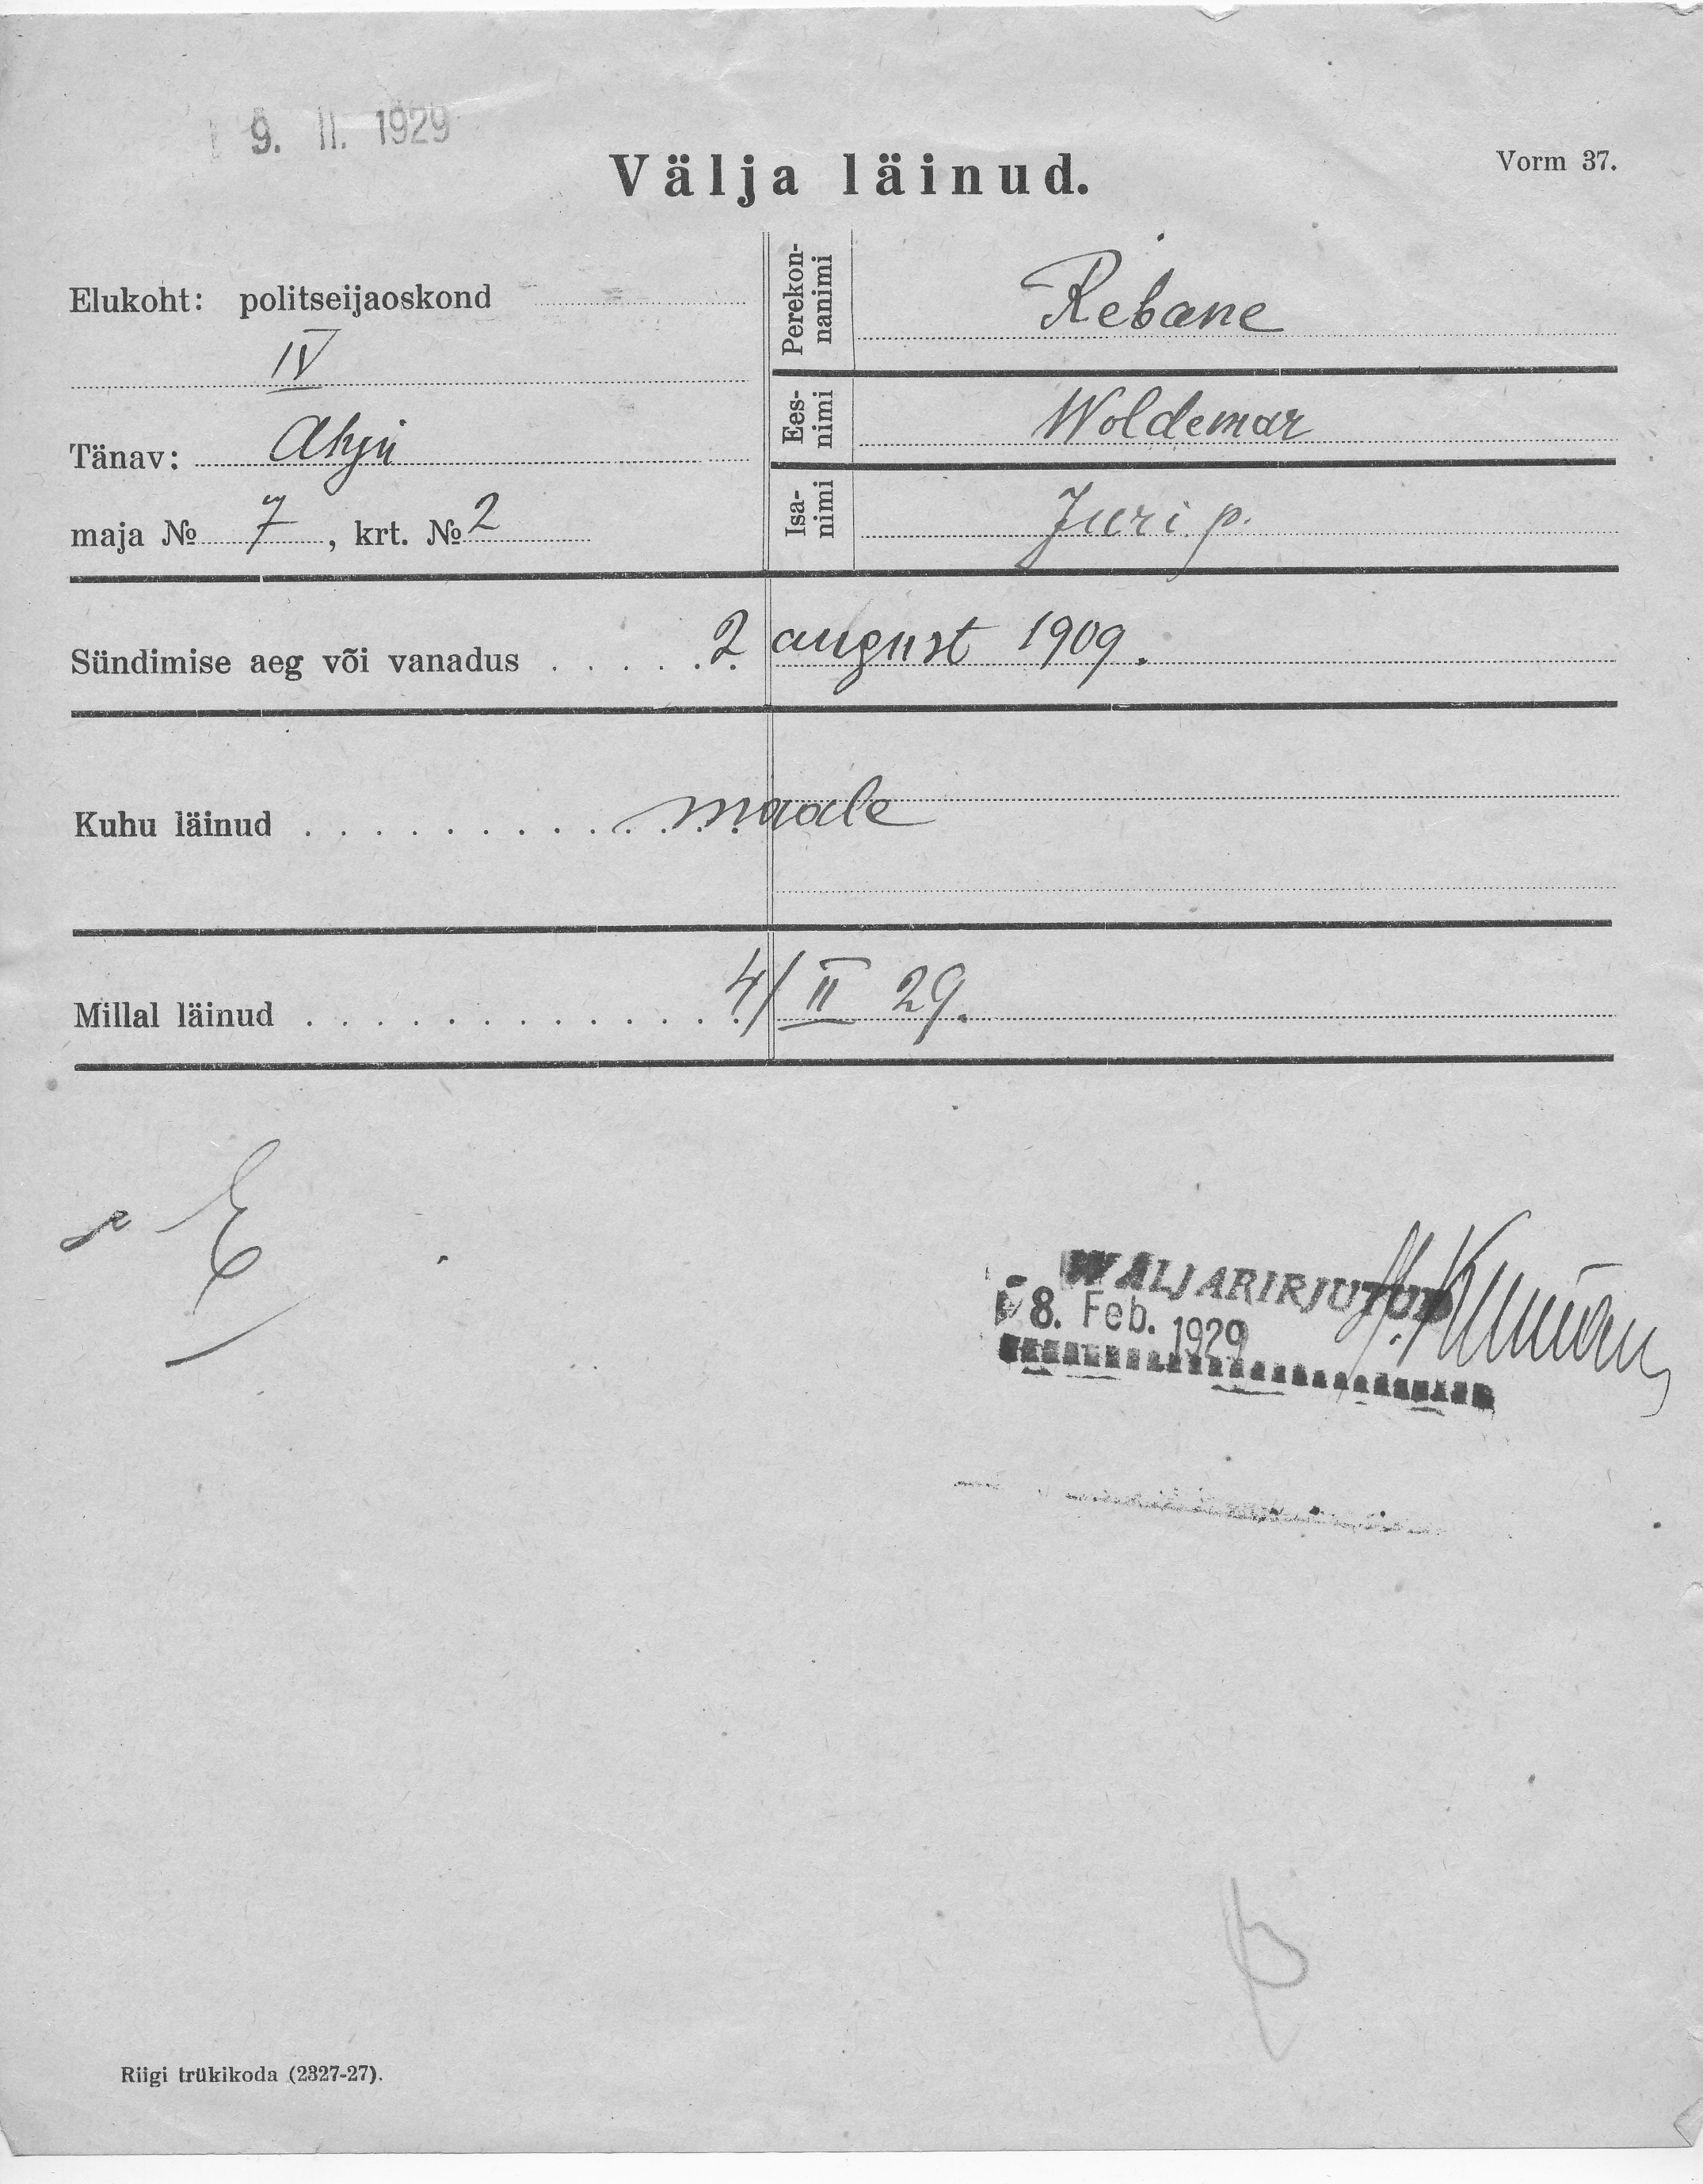 9. II. 1929
Välja läinud.
Vorm 37.
Elukoht: politseijaoskond
IV
Tänav: Ahju
maja № 7, krt. № 2
Perekon-
nanimi
Rebane
Ees-
nimi
Woldemar
Isa-
nimi
Juri p.
Sündimise aeg või vanadus . . . . . 2. august 1909.
Kuhu läinud . . . . . . . . . . . . maale
Millal läinud . . . . . . . . . . . . 4/II 29.
WÄLJARIRJUTUD
8. Feb. 1929
Riigi trükikoda (2327-27).